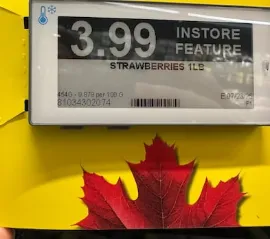 3.99 INSTORE
FEATURE
STRAWBERRIES 1LB
81034302074